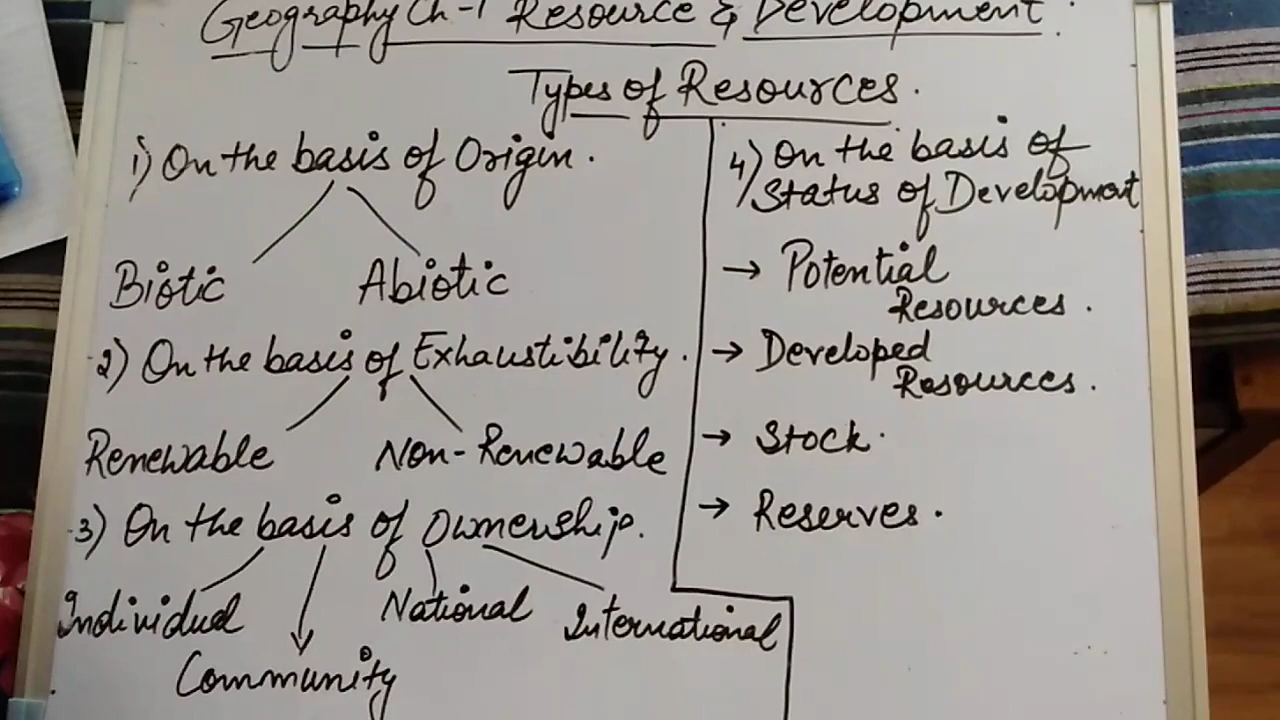 Geography Ch-1 Resource & Development.
Types of Resources.
1) On the basis of Origin.
Biotic Abiotic
2) On the basis of Exhaustibility.
Renewable Non-Renewable
3) On the basis of Ownership.
Individual National International
Community
4) On the basis of
Status of Development
→ Potential
Resources.
→ Developed
Resources.
→ Stock.
→ Reserves.